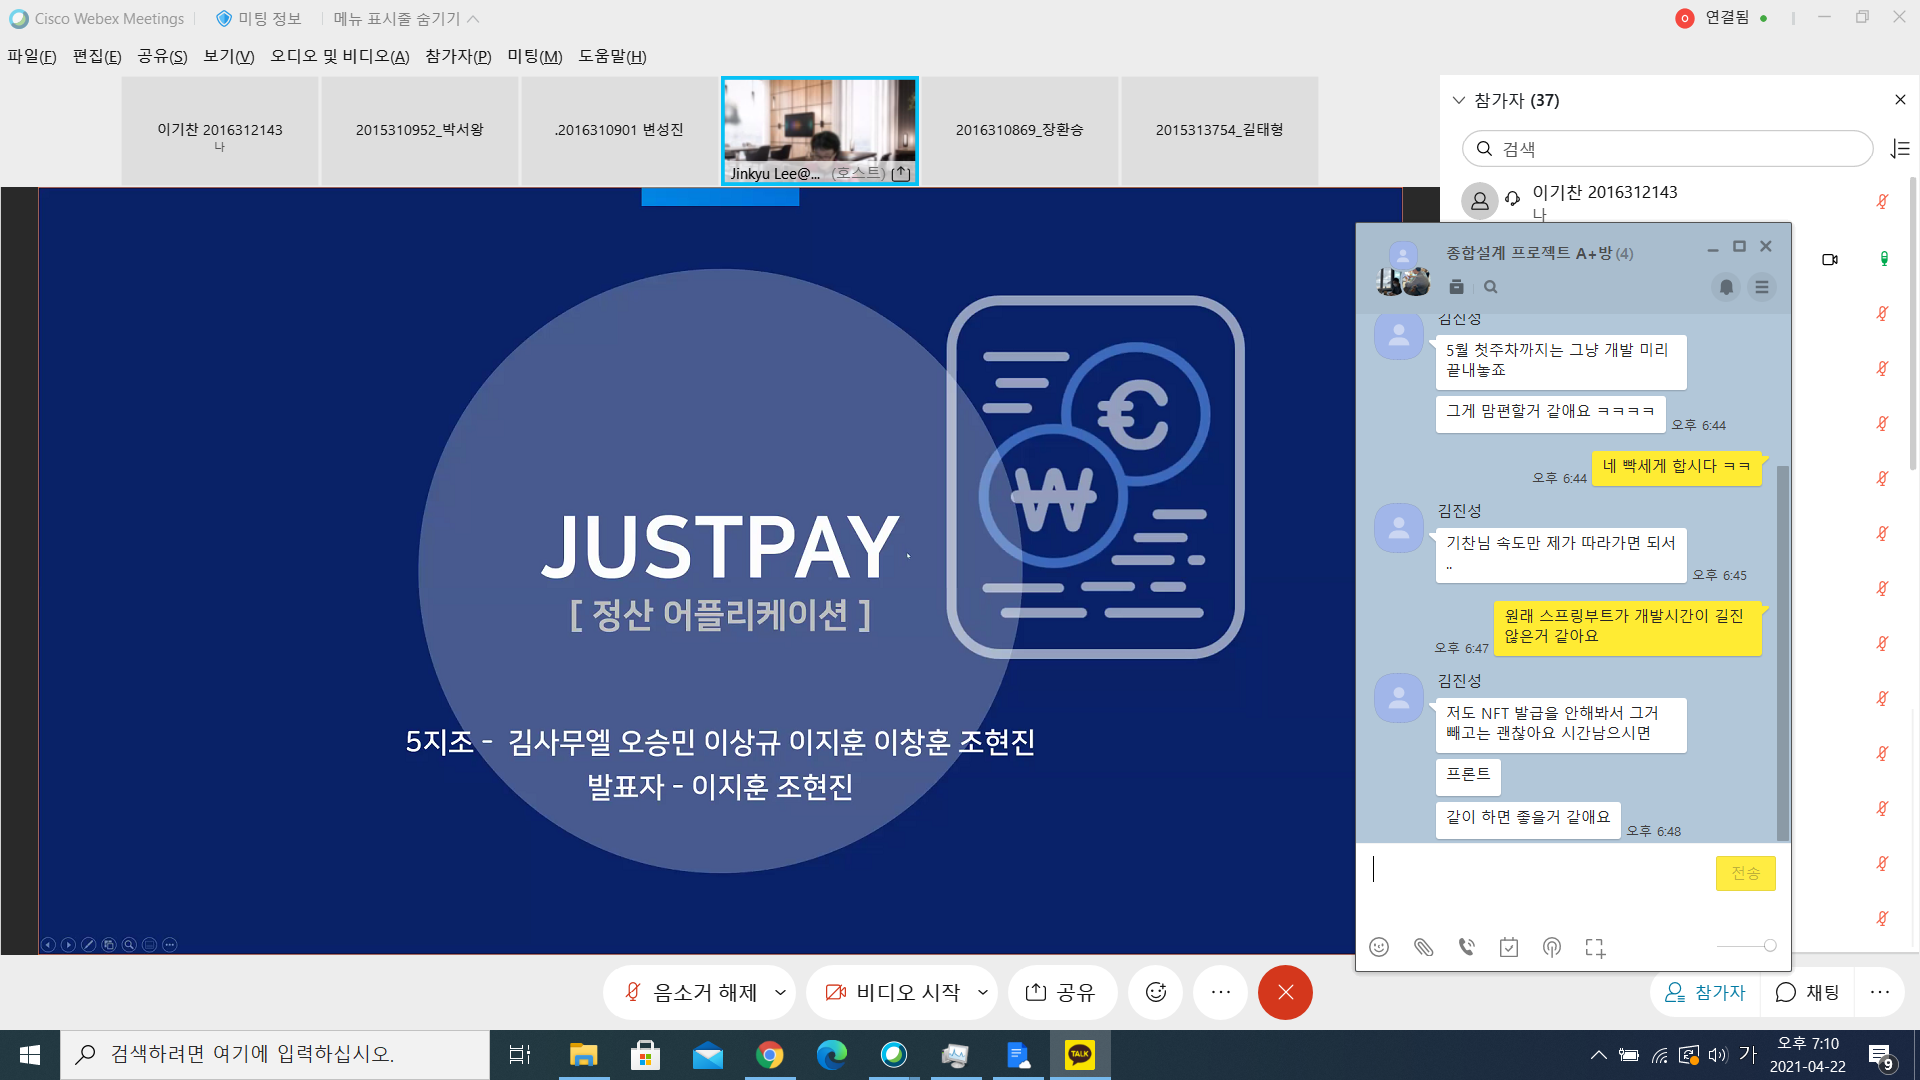 Cisco Webex Meetings
미팅 정보
메뉴 표시줄 숨기기
연결됨
파일(F) 편집(E) 공유(S) 보기(V) 오디오 및 비디오(A) 참가자(P) 미팅(M) 도움말(H)
이기찬 2016312143
나
2015310952_박서왕
.2016310901 변성진
Jinkyu Lee@... (호스트)
2016310869_장환승
2015313754_길태형
참가자 (37)
검색
이기찬 2016312143
나
JUSTPAY
[ 정산 어플리케이션 ]
5지조 - 김사무엘 오승민 이상규 이지훈 이창훈 조현진
발표자 - 이지훈 조현진
종합설계 프로젝트 A+방 (4)
김진성
5월 첫주차까지는 그냥 개발 미리
끝내놓죠
그게 맘편할거 같애요 ㅋㅋㅋㅋ
오후 6:44
네 빡세게 합시다 ㅋㅋ
오후 6:44
김진성
기찬님 속도만 제가 따라가면 되서
..
오후 6:45
원래 스프링부트가 개발시간이 길진
않은거 같아요
오후 6:47
김진성
저도 NFT 발급을 안해봐서 그거
빼고는 괜찮아요 시간남으시면
프론트
같이 하면 좋을거 같애요
오후 6:48
전송
음소거 해제
비디오 시작
공유
참가자
채팅
검색하려면 여기에 입력하십시오.
TALK
가
오후 7:10
2021-04-22
9